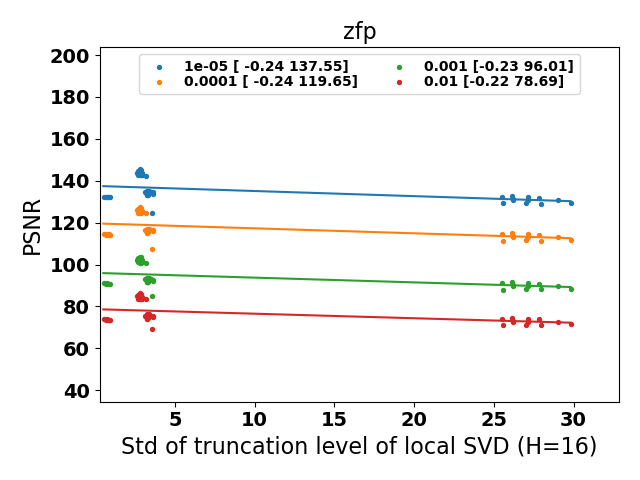 zfp
1e-05 [ -0.24 137.55]
0.0001 [ -0.24 119.65]
0.001 [-0.23 96.01]
0.01 [-0.22 78.69]
200
180
160
140
120
100
80
60
40
PSNR
5 10 15 20 25 30
Std of truncation level of local SVD (H=16)